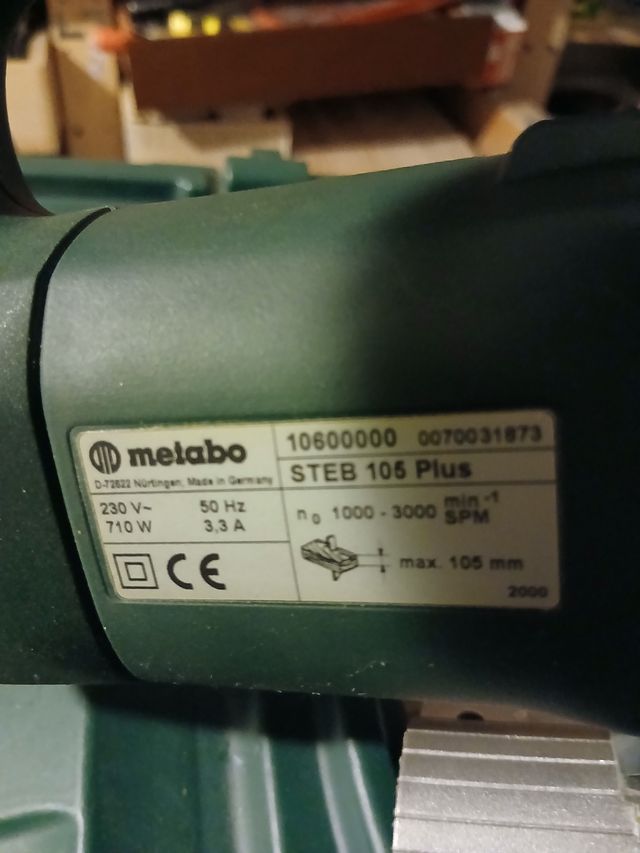 metabo
D-72622 Nürtingen, Made in Germany
230 V~ 50 Hz
710 W 3,3 A
CE
10600000 0070031873
STEB 105 Plus
n₀ 1000 - 3000 min⁻¹
SPM
max. 105 mm
2000